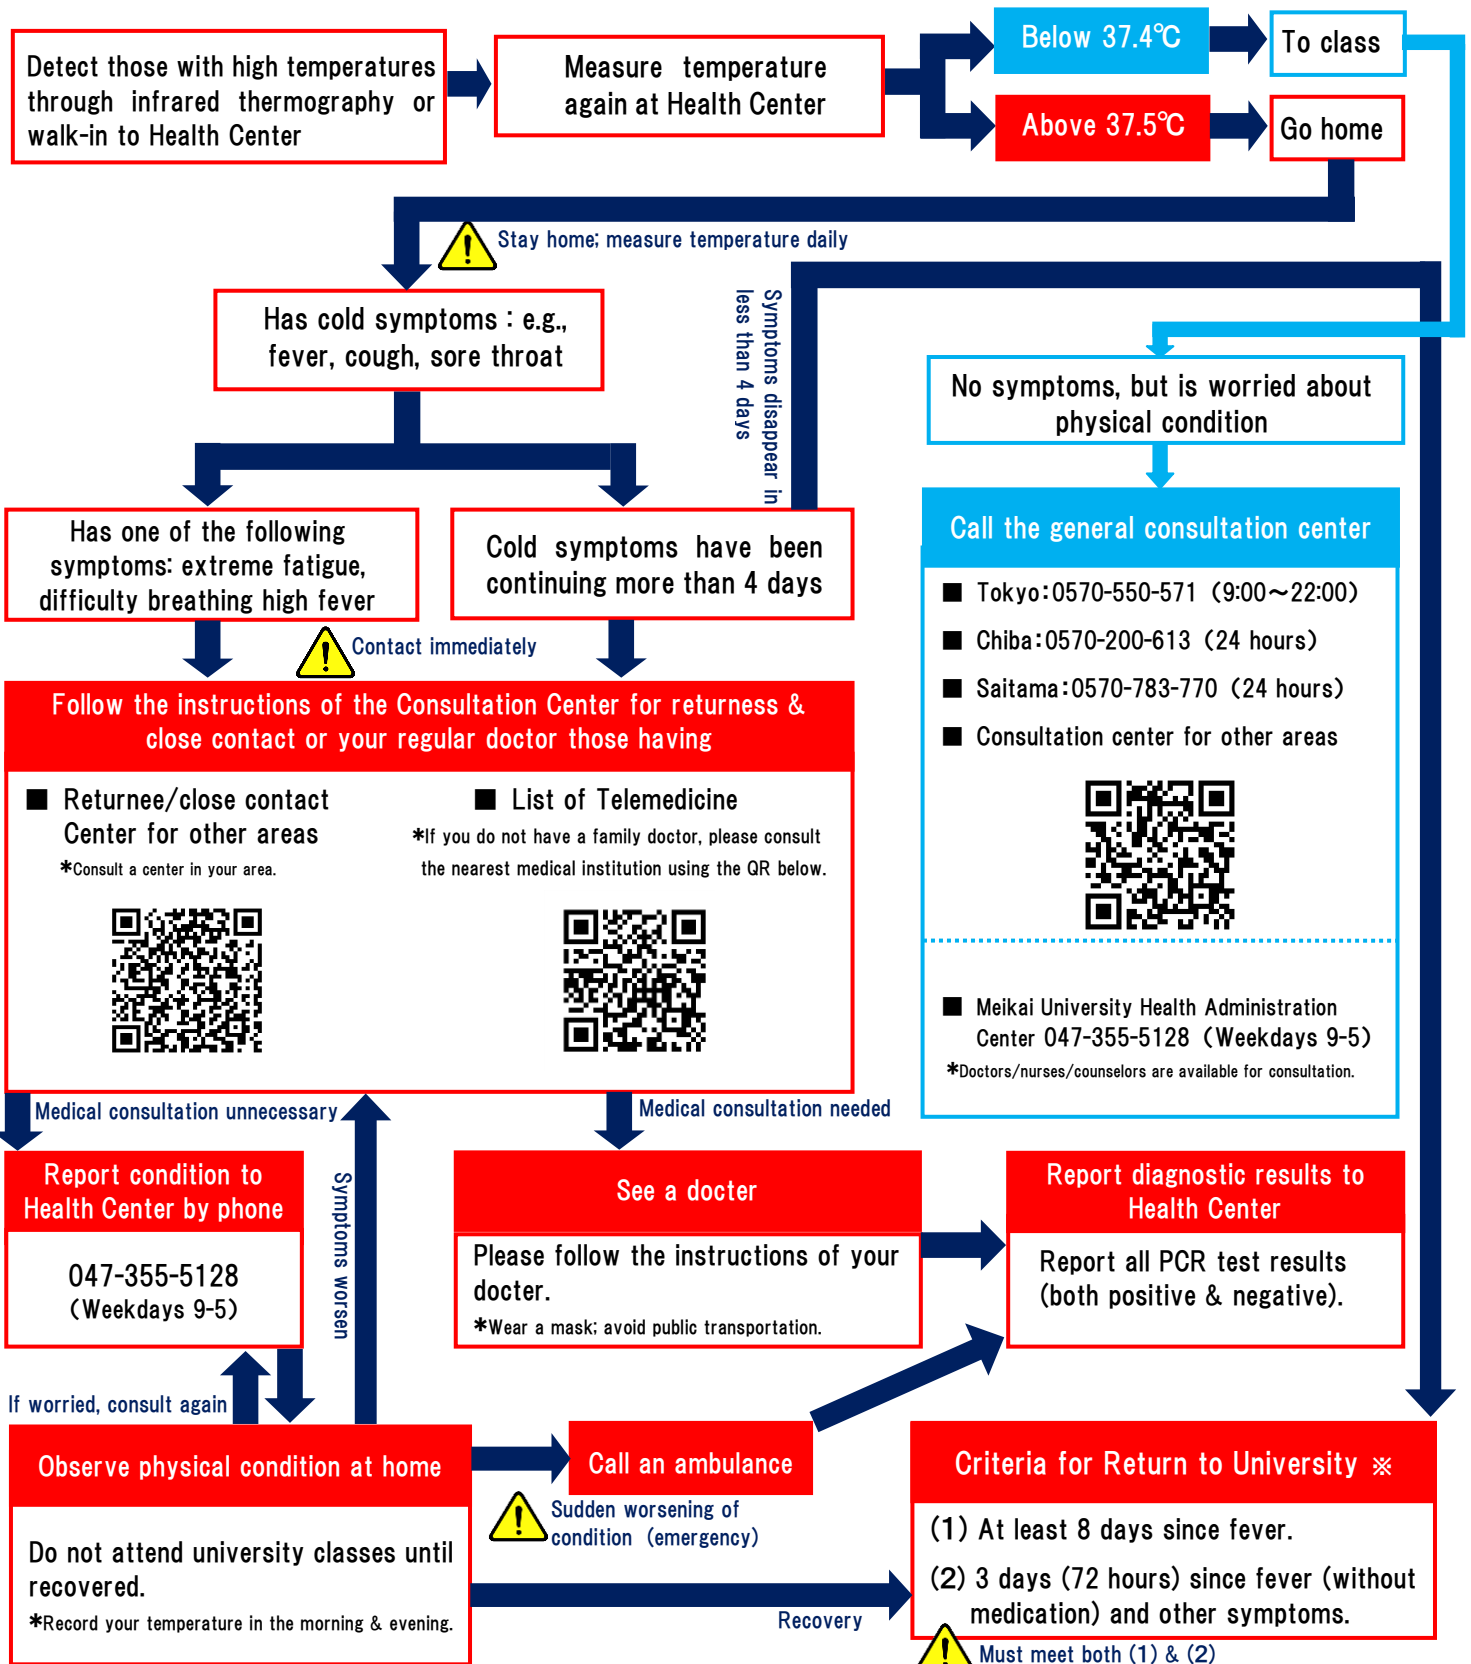 Detect those with high temperatures
through infrared thermography or
walk-in to Health Center
Measure temperature
again at Health Center
Below 37.4℃
To class
Above 37.5℃
Go home
Stay home; measure temperature daily
Has cold symptoms：e.g.,
fever, cough, sore throat
Symptoms disappear in
less than 4 days
No symptoms, but is worried about
physical condition
Has one of the following
symptoms: extreme fatigue,
difficulty breathing high fever
Cold symptoms have been
continuing more than 4 days
Contact immediately
Call the general consultation center
■ Tokyo：0570-550-571（9:00～22:00）
■ Chiba：0570-200-613（24 hours）
■ Saitama：0570-783-770（24 hours）
■ Consultation center for other areas
■ Meikai University Health Administration
Center 047-355-5128（Weekdays 9-5）
*Doctors/nurses/counselors are available for consultation.
Follow the instructions of the Consultation Center for returness &
close contact or your regular doctor those having
■ Returnee/close contact
Center for other areas
*Consult a center in your area.
■ List of Telemedicine
*If you do not have a family doctor, please consult
the nearest medical institution using the QR below.
Medical consultation unnecessary
Medical consultation needed
Report condition to
Health Center by phone
047-355-5128
（Weekdays 9-5）
Symptoms worsen
See a docter
Please follow the instructions of your
docter.
*Wear a mask; avoid public transportation.
Report diagnostic results to
Health Center
Report all PCR test results
(both positive & negative).
If worried, consult again
Observe physical condition at home
Do not attend university classes until
recovered.
*Record your temperature in the morning & evening.
Call an ambulance
Sudden worsening of
condition（emergency）
Recovery
Criteria for Return to University ※
(1) At least 8 days since fever.
(2) 3 days (72 hours) since fever (without
medication) and other symptoms.
Must meet both (1) & (2)